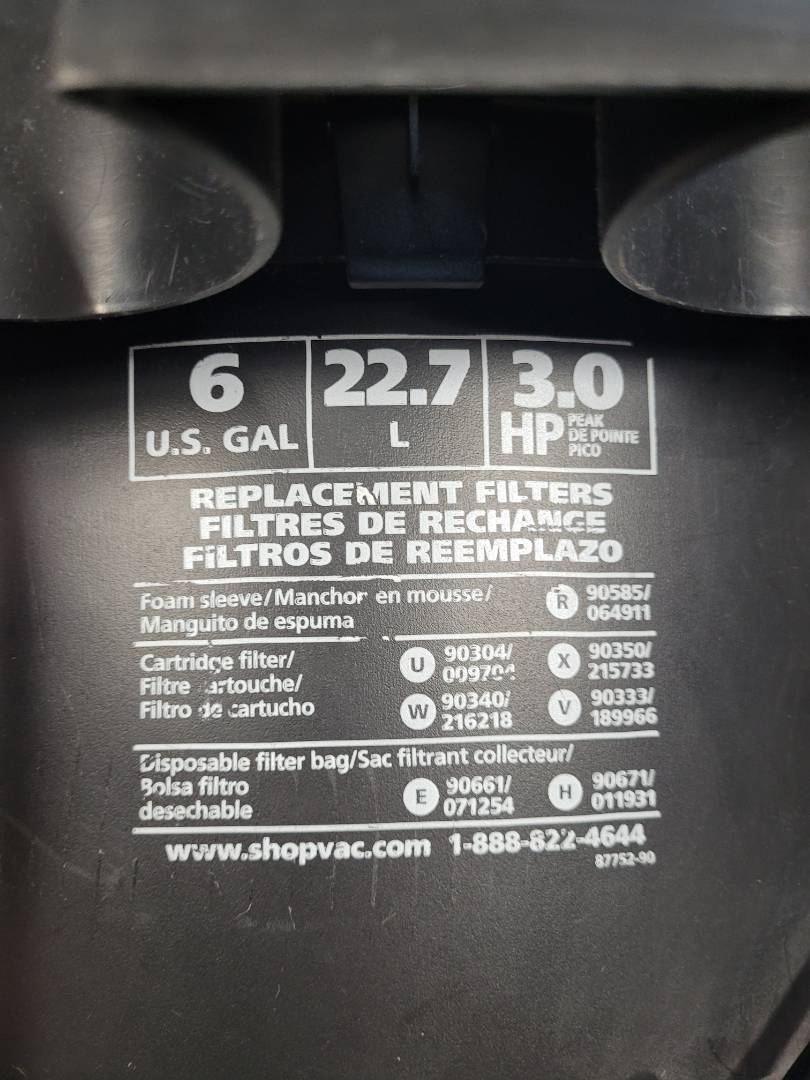 6
U.S. GAL
22.7
L
3.0
HP PEAK
DE POINTE
PICO
REPLACEMENT FILTERS
FILTRES DE RECHANGE
FILTROS DE REEMPLAZO
Foam sleeve/Manchon en mousse/
Manguito de espuma
R 90585/
064911
Cartridge filter/
Filtre cartouche/
Filtro de cartucho
U 90304/
X 90350/
215733
W 90340/
216218
V 90333/
189966
Disposable filter bag/Sac filtrant collecteur/
Bolsa filtro
desechable
E 90661/
071254
H 90671/
011931
www.shopvac.com 1-888-822-4644
87752-90